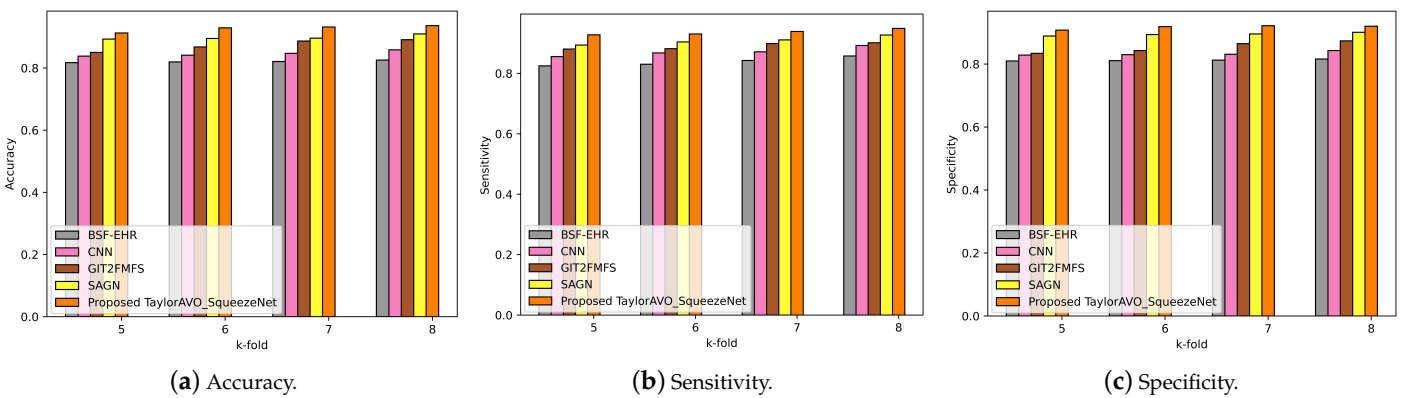 Accuracy
0.8
0.6
0.4
0.2
0.0
BSF-EHR
CNN
GIT2FMFS
SAGN
Proposed TaylorAVO_SqueezeNet
5
6
7
8
k-fold
(a) Accuracy.
Sensitivity
0.8
0.6
0.4
0.2
0.0
BSF-EHR
CNN
GIT2FMFS
SAGN
Proposed TaylorAVO_SqueezeNet
5
6
7
8
k-fold
(b) Sensitivity.
Specificity
0.8
0.6
0.4
0.2
0.0
BSF-EHR
CNN
GIT2FMFS
SAGN
Proposed TaylorAVO_SqueezeNet
5
6
7
8
k-fold
(c) Specificity.